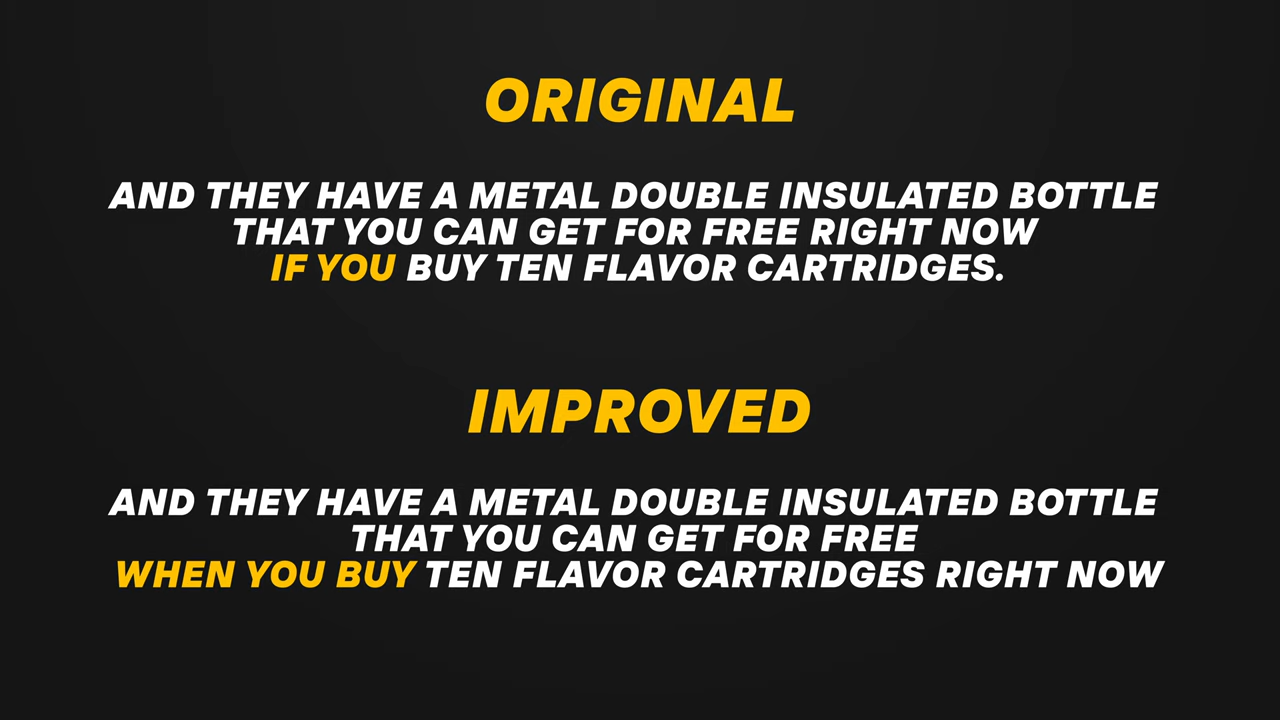 ORIGINAL
AND THEY HAVE A METAL DOUBLE INSULATED BOTTLE
THAT YOU CAN GET FOR FREE RIGHT NOW
IF YOU BUY TEN FLAVOR CARTRIDGES.
IMPROVED
AND THEY HAVE A METAL DOUBLE INSULATED BOTTLE
THAT YOU CAN GET FOR FREE
WHEN YOU BUY TEN FLAVOR CARTRIDGES RIGHT NOW